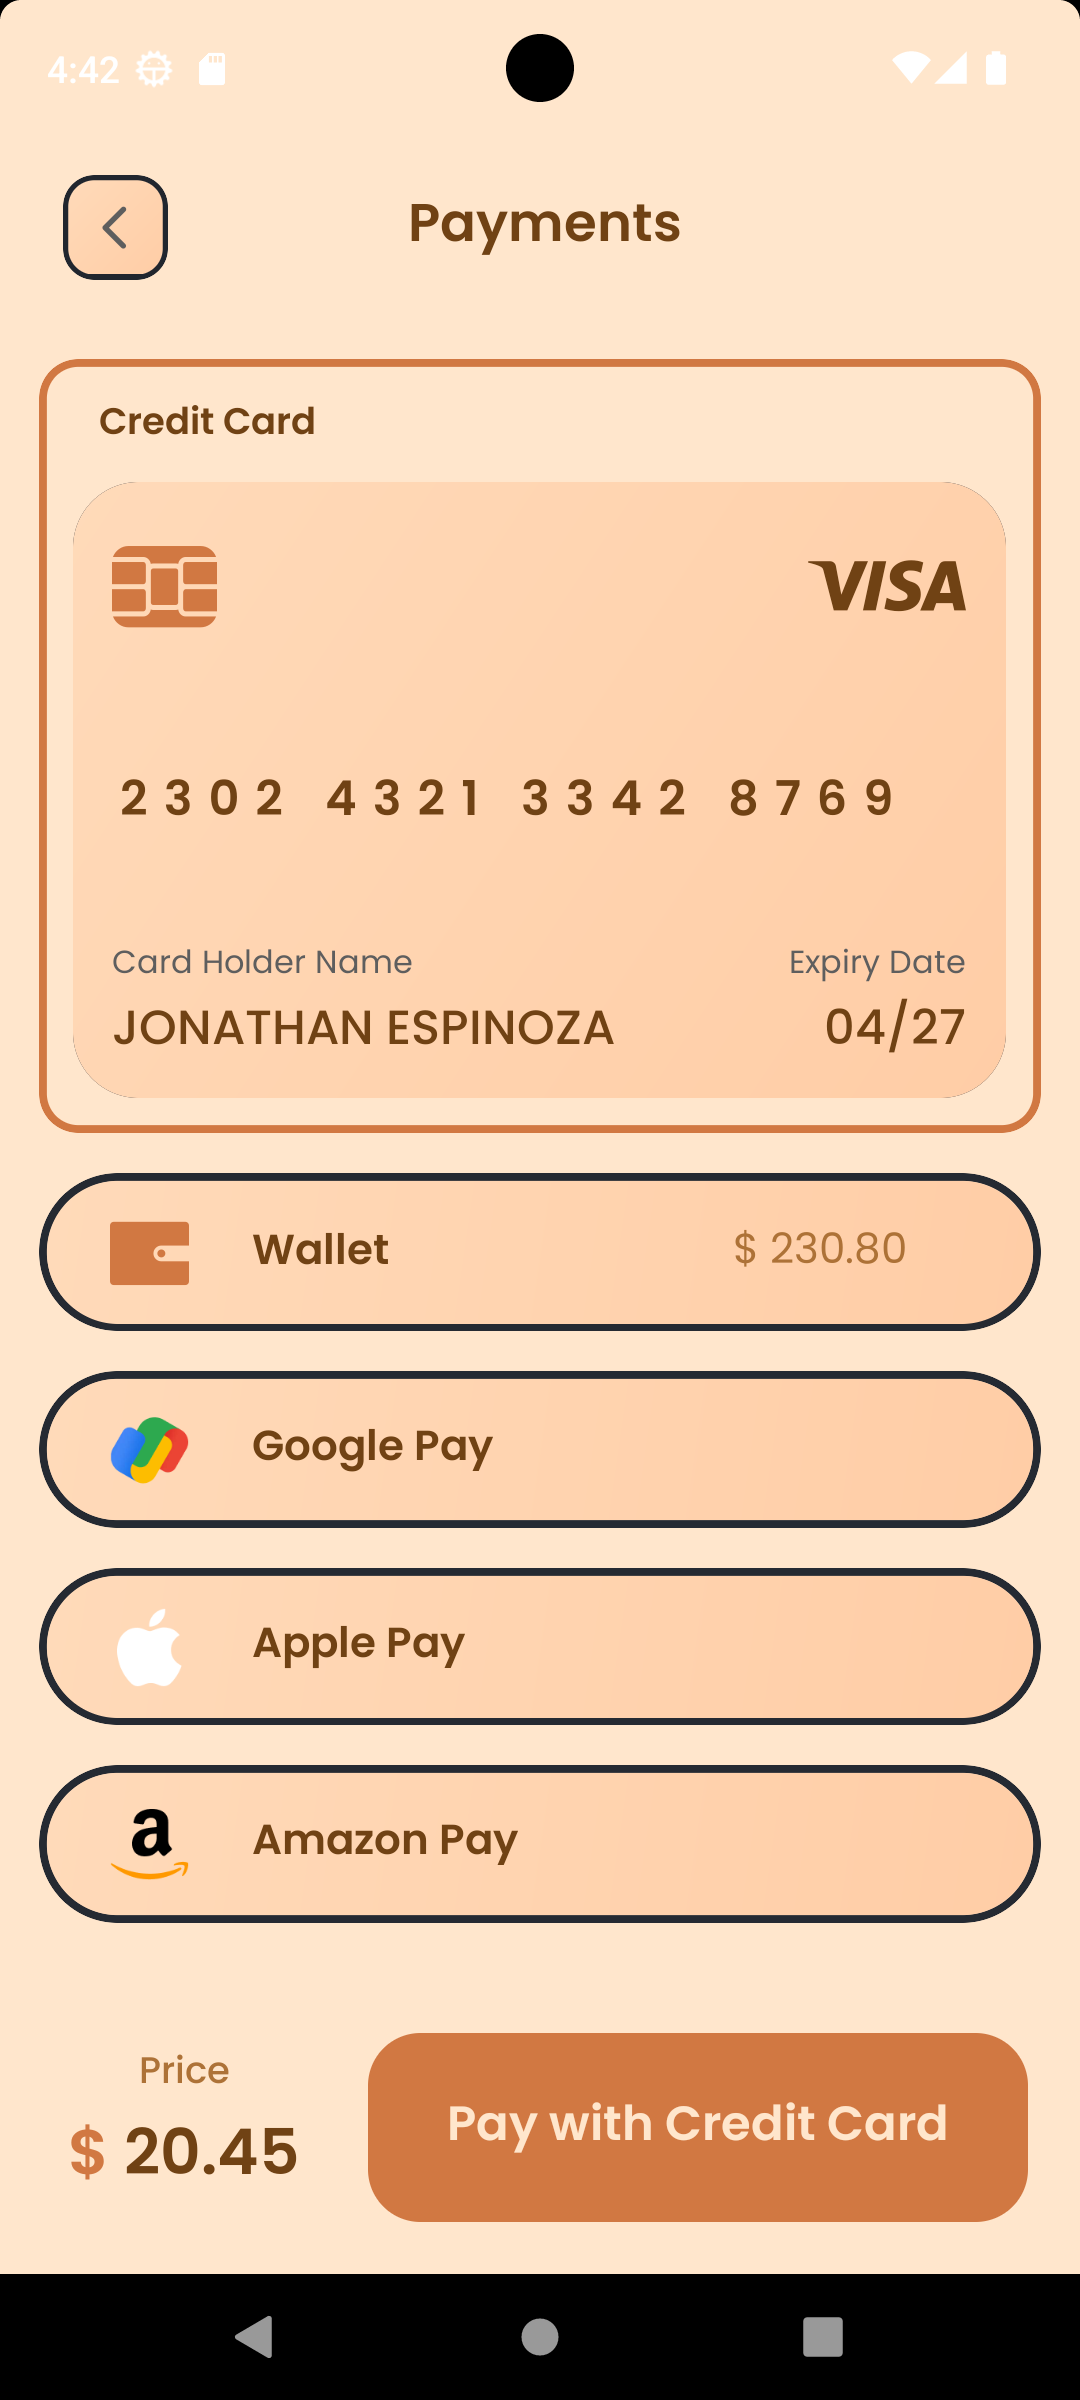 4:42
Payments
Credit Card
VISA
2302 4321 3342 8769
Card Holder Name Expiry Date
JONATHAN ESPINOZA 04/27
Wallet $ 230.80
Google Pay
Apple Pay
a Amazon Pay
Price
$ 20.45
Pay with Credit Card